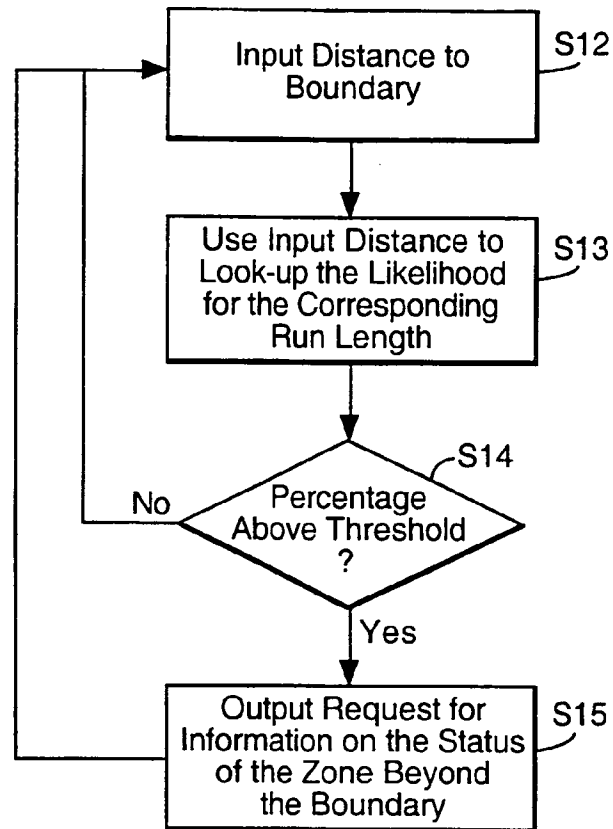 Input Distance to
Boundary
S12
Use Input Distance to
Look-up the Likelihood
for the Corresponding
Run Length
S13
Percentage
Above Threshold
?
S14
No
Yes
Output Request for
Information on the Status
of the Zone Beyond
the Boundary
S15